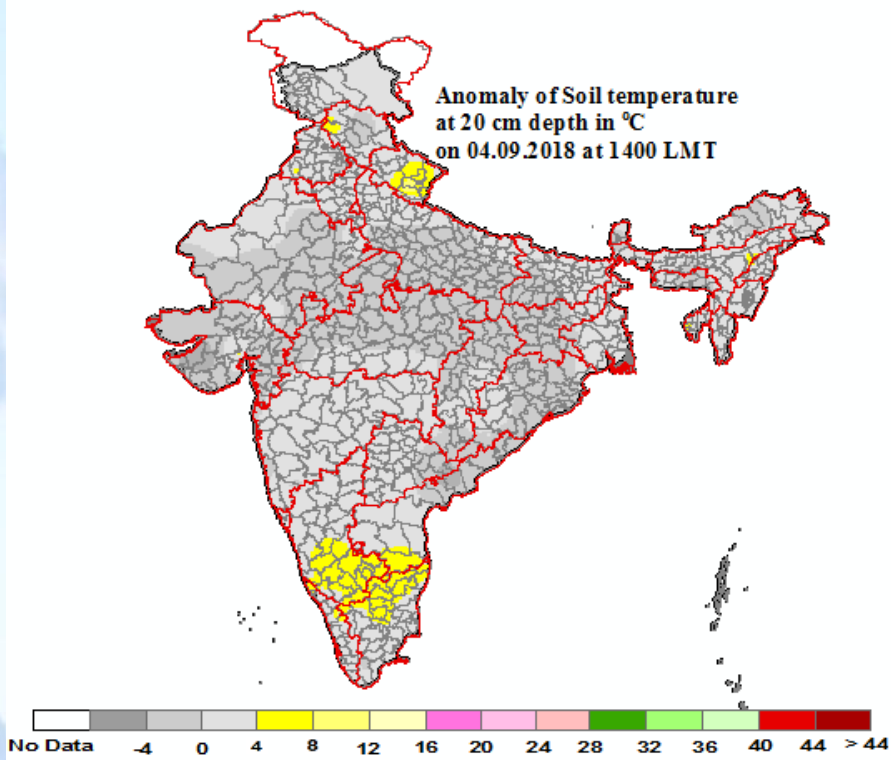 Anomaly of Soil temperature
at 20 cm depth in ⁰C
on 04.09.2018 at 1400 LMT
No Data -4 0 4 8 12 16 20 24 28 32 36 40 44 > 44